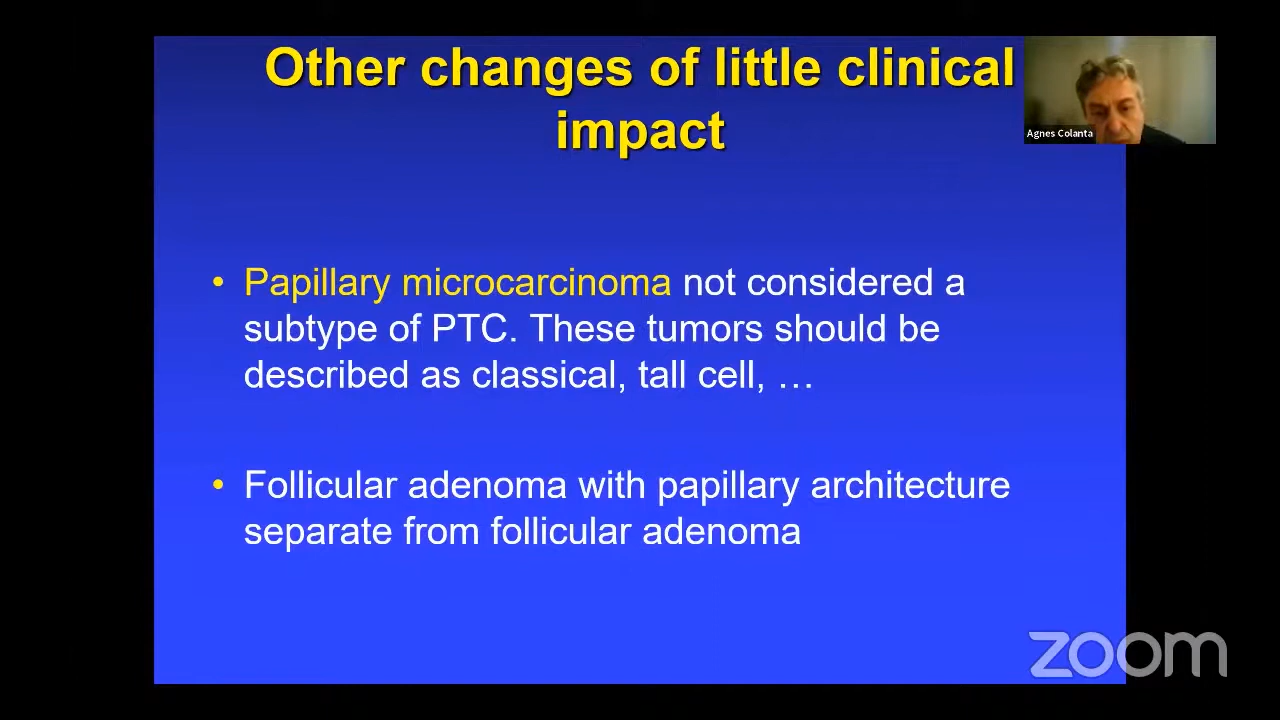 Other changes of little clinical
impact
Agnes Colanta
• Papillary microcarcinoma not considered a
subtype of PTC. These tumors should be
described as classical, tall cell, …
• Follicular adenoma with papillary architecture
separate from follicular adenoma
zoom